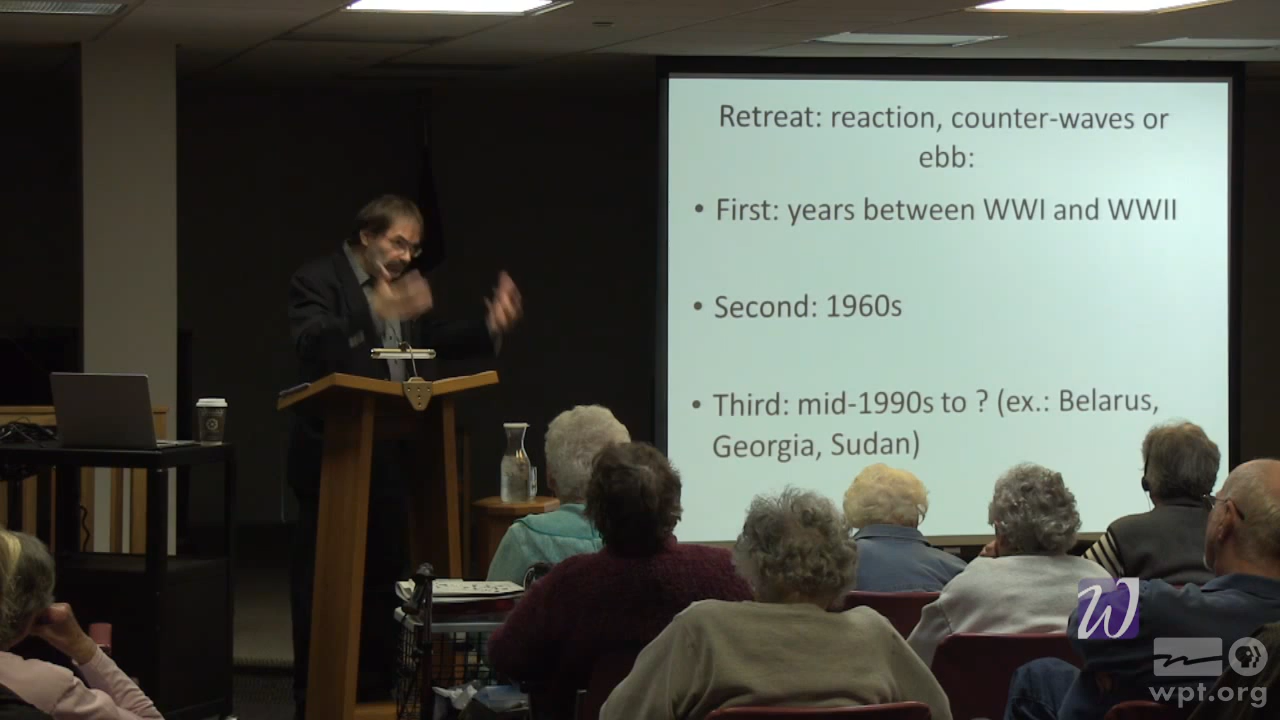 Retreat: reaction, counter-waves or
ebb:
• First: years between WWI and WWII
• Second: 1960s
• Third: mid-1990s to ? (ex.: Belarus,
Georgia, Sudan)
W
PBS
wpt.org